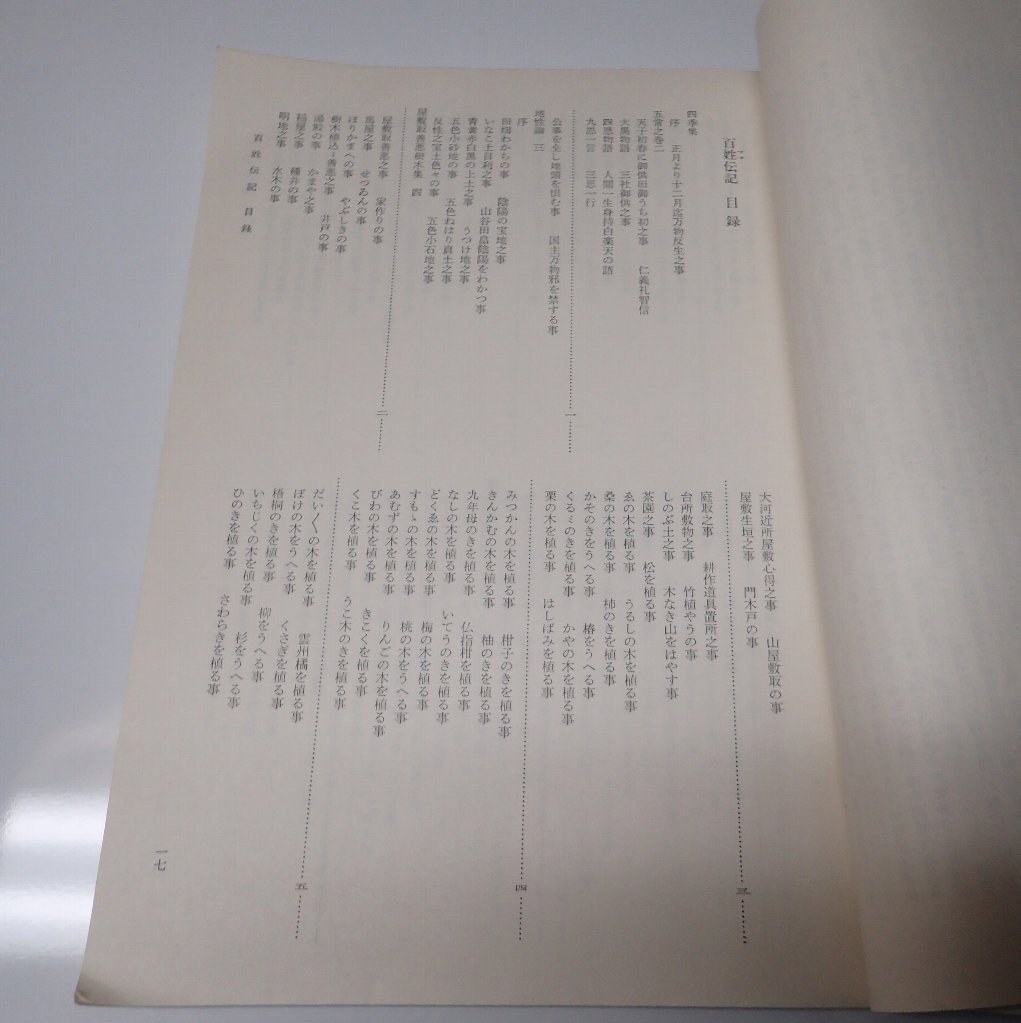 百姓伝記 目録
四季集
序 正月より十二月迄万物反生之事
五常之巻 二
天子初春に御供田御うち初之事 仁義礼智信
大黒物語 三社御供之事
四恩物語 人間一生身持白楽天の語
九思一言 三思一行
公事を全し地頭を恨む事 国主万物邪を禁する事
一
地性論 三
序
田畑わからの事 陰陽の宝地之事
いなこ土目利之事 山谷田畠陰陽をわかつ事
青黄赤白黒の上土之事 うつけ地之事
五色小砂地の事 五色ねはり真土之事
反性之宝土色々の事 五色小石地之事
屋敷取善悪樹木集 四
二
屋敷取善悪之事 家作りの事
馬屋之事 せつゐんの事
ほりかまへの事 やぶしきの事
樹木植込ミ善悪之事 井戸の事
湯殿の事 かまや之事
稲屋之事 種井の事
明地之事 水木の事
大河近所屋敷心得之事 山屋敷取の事
屋敷生垣之事 門木戸の事
三
庭取之事 耕作道具置所之事
台所敷物之事 竹植やうの事
しのぶ土之事 木なき山をはやす事
茶園之事 松を植る事
ゑの木を植る事 うるしの木を植る事
桑の木を植る事 柿のきを植る事
かそのきをうへる事 椿をうへる事
くるミのきを植る事 かやの木を植る事
栗の木を植る事 はしばみを植る事
四
みつかんの木を植る事 柑子のきを植る事
きんかむの木を植る事 柚のきを植る事
九年母のきを植る事 仏指柑を植る事
なしの木を植る事 いてうのきを植る事
どくゑの木を植る事 梅の木を植る事
すもゝの木を植る事 桃の木をうへる事
あむずの木を植る事 りんごの木を植る事
びわの木を植る事 きこくを植る事
くこ木を植る事 うこ木のきを植る事
五
だい〱の木を植る事 雲州橘を植る事
ぼけの木をうへる事 くさぎを植る事
梧桐のきを植る事 柳をうへる事
いちじくの木を植る事 杉をうへる事
ひのきを植る事 さわらきを植る事
百姓伝記 目録
一七